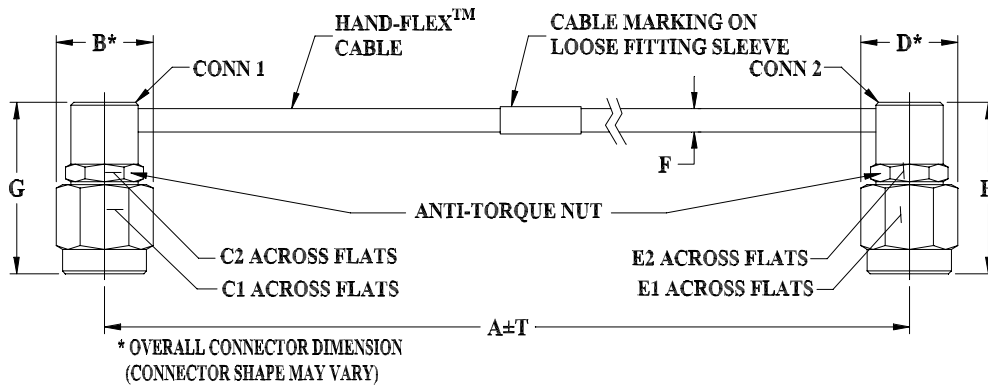 HAND-FLEX™
CABLE
CABLE MARKING ON
LOOSE FITTING SLEEVE
B*
D*
CONN 1
CONN 2
G
F
ANTI-TORQUE NUT
C2 ACROSS FLATS
C1 ACROSS FLATS
E2 ACROSS FLATS
E1 ACROSS FLATS
A±T
* OVERALL CONNECTOR DIMENSION
(CONNECTOR SHAPE MAY VARY)